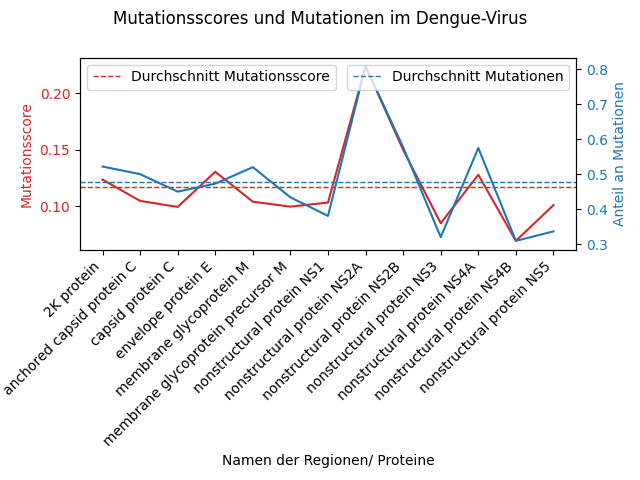 Mutationsscores und Mutationen im Dengue-Virus
Durchschnitt Mutationsscore
Durchschnitt Mutationen
Mutationsscore
0.20
0.15
0.10
0.8
0.7
0.6
0.5
0.4
0.3
Anteil an Mutationen
2K protein
anchored capsid protein C
capsid protein C
envelope protein E
membrane glycoprotein M
membrane glycoprotein precursor M
nonstructural protein NS1
nonstructural protein NS2A
nonstructural protein NS2B
nonstructural protein NS3
nonstructural protein NS4A
nonstructural protein NS4B
nonstructural protein NS5
Namen der Regionen/ Proteine